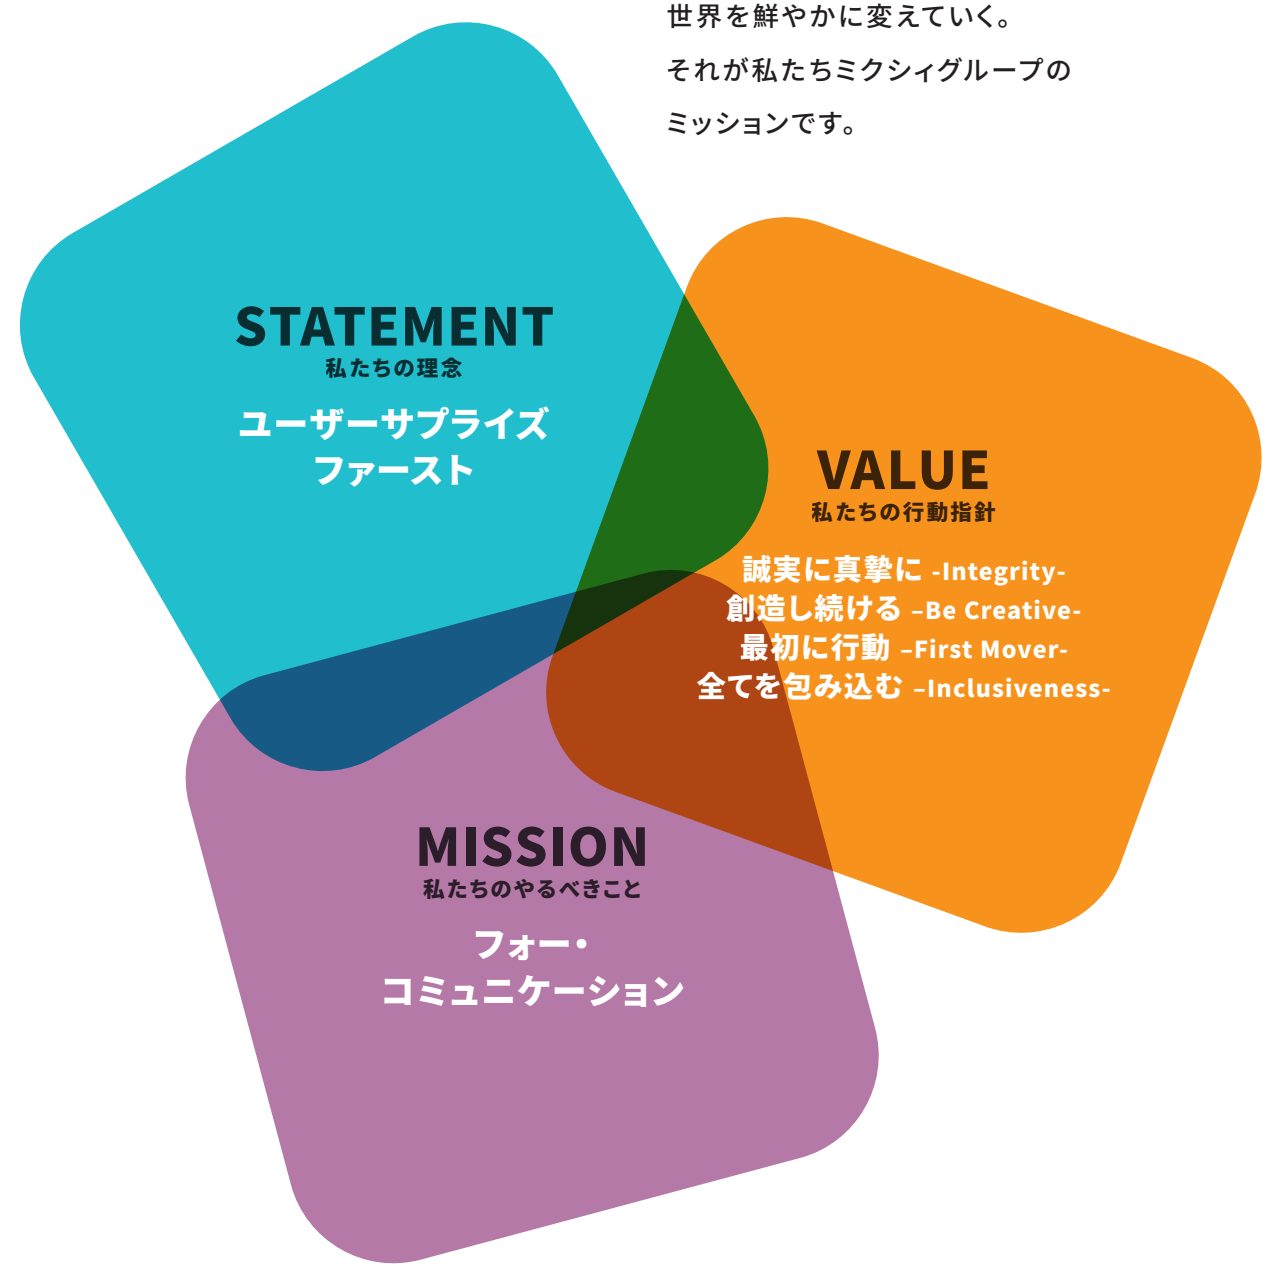 世界を鮮やかに変えていく。
それが私たちミクシィグループの
ミッションです。
STATEMENT
私たちの理念
ユーザーサプライズ
ファースト
VALUE
私たちの行動指針
誠実に真摯に -Integrity-
創造し続ける –Be Creative-
最初に行動 –First Mover-
全てを包み込む –Inclusiveness-
MISSION
私たちのやるべきこと
フォー・
コミュニケーション